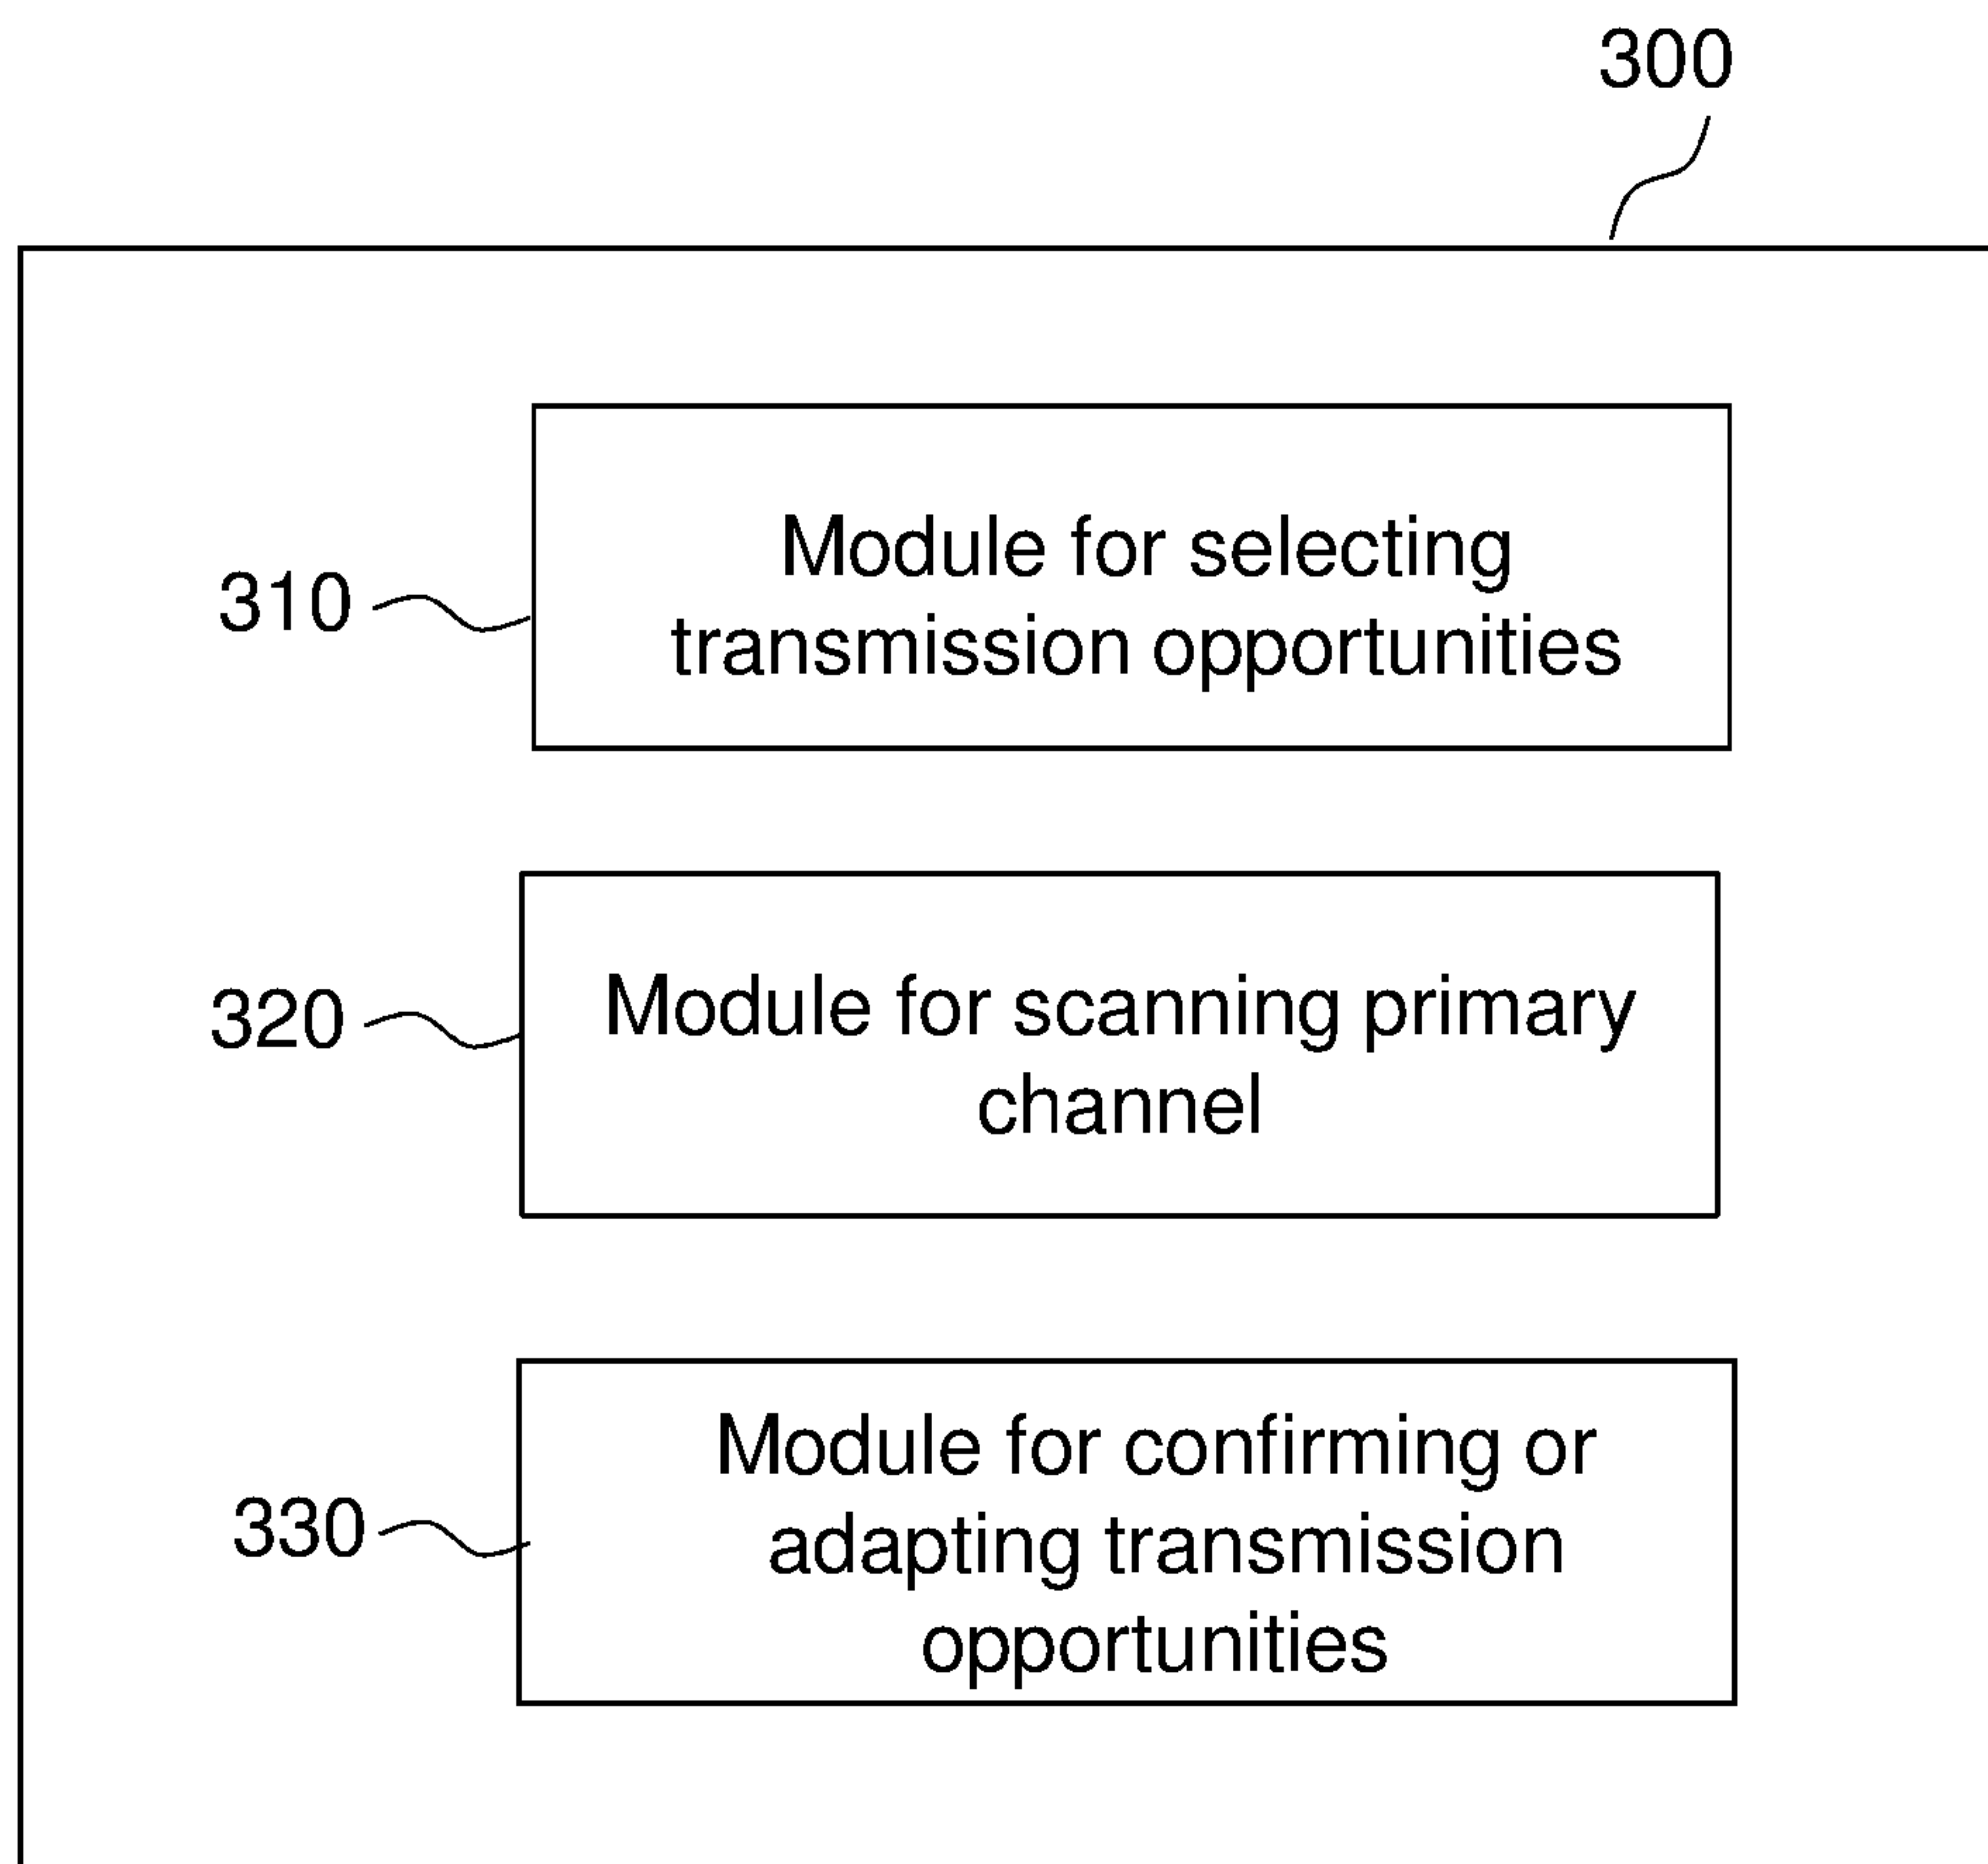 300
310
Module for selecting
transmission opportunities
320
Module for scanning primary
channel
330
Module for confirming or
adapting transmission
opportunities